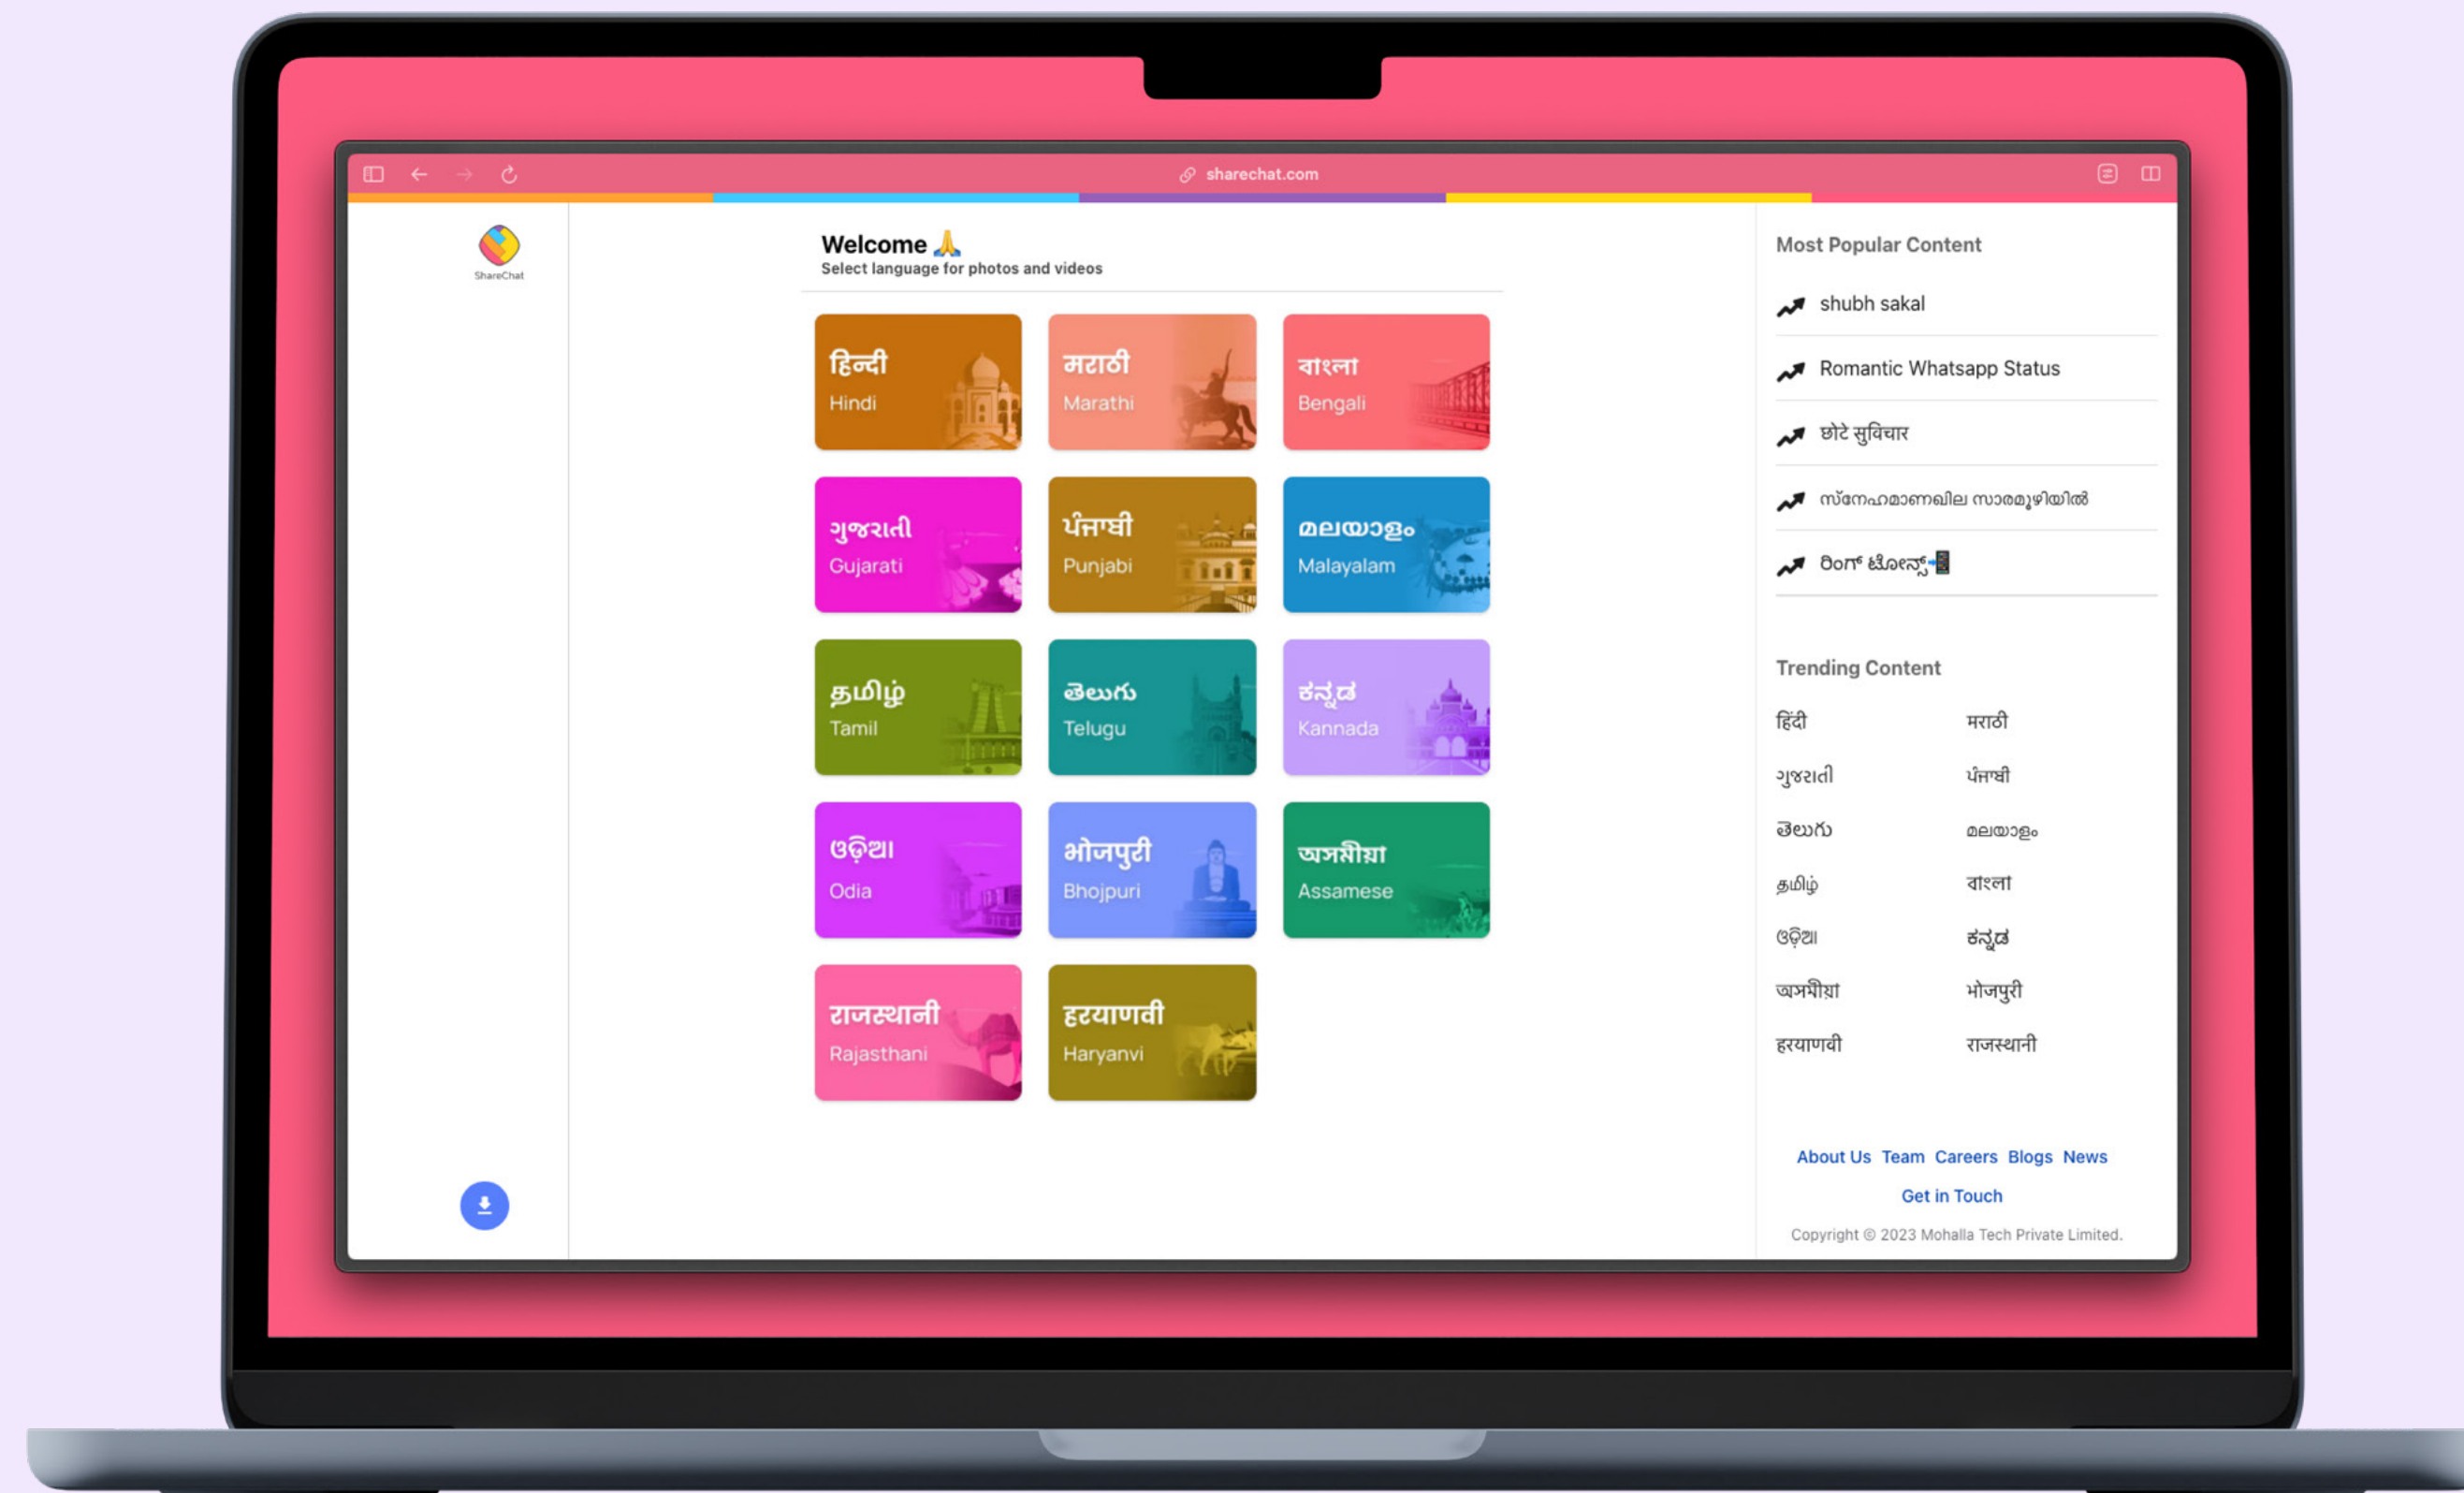 sharechat.com
ShareChat
Welcome 🙏
Select language for photos and videos
हिन्दी
Hindi
मराठी
Marathi
বাংলা
Bengali
ગુજરાતી
Gujarati
ਪੰਜਾਬੀ
Punjabi
മലയാളം
Malayalam
தமிழ்
Tamil
తెలుగు
Telugu
ಕನ್ನಡ
Kannada
ଓଡ଼ିଆ
Odia
भोजपुरी
Bhojpuri
অসমীয়া
Assamese
राजस्थानी
Rajasthani
हरयाणवी
Haryanvi
Most Popular Content
shubh sakal
Romantic Whatsapp Status
छोटे सुविचार
സ്നേഹമാണഖില സാരമൂഴിയിൽ
ರಿಂಗ್ ಟೋನ್ಸ್📲
Trending Content
हिंदी मराठी
ગુજરાતી ਪੰਜਾਬੀ
తెలుగు മലയാളം
தமிழ் বাংলা
ଓଡ଼ିଆ ಕನ್ನಡ
অসমীয়া भोजपुरी
हरयाणवी राजस्थानी
About Us Team Careers Blogs News
Get in Touch
Copyright © 2023 Mohalla Tech Private Limited.